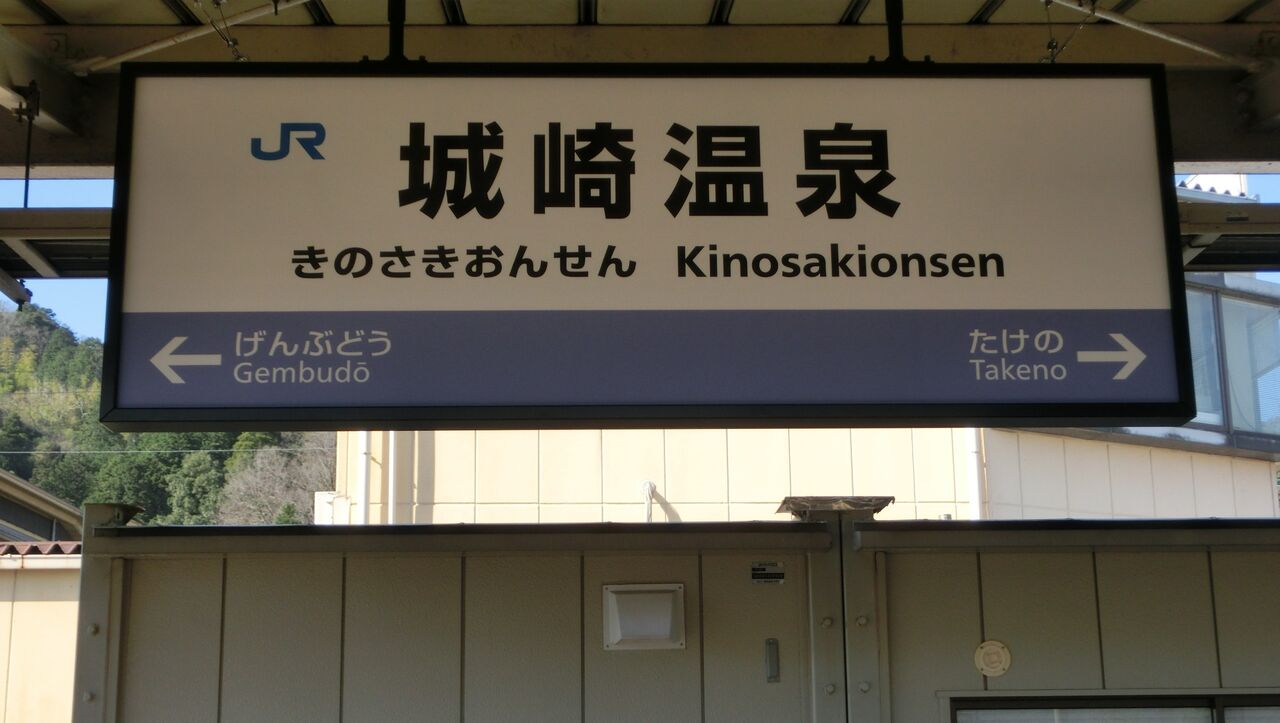 JR 城崎温泉
きのさきおんせん Kinosakionsen
← げんぶどう
Gembudō
たけの →
Takeno